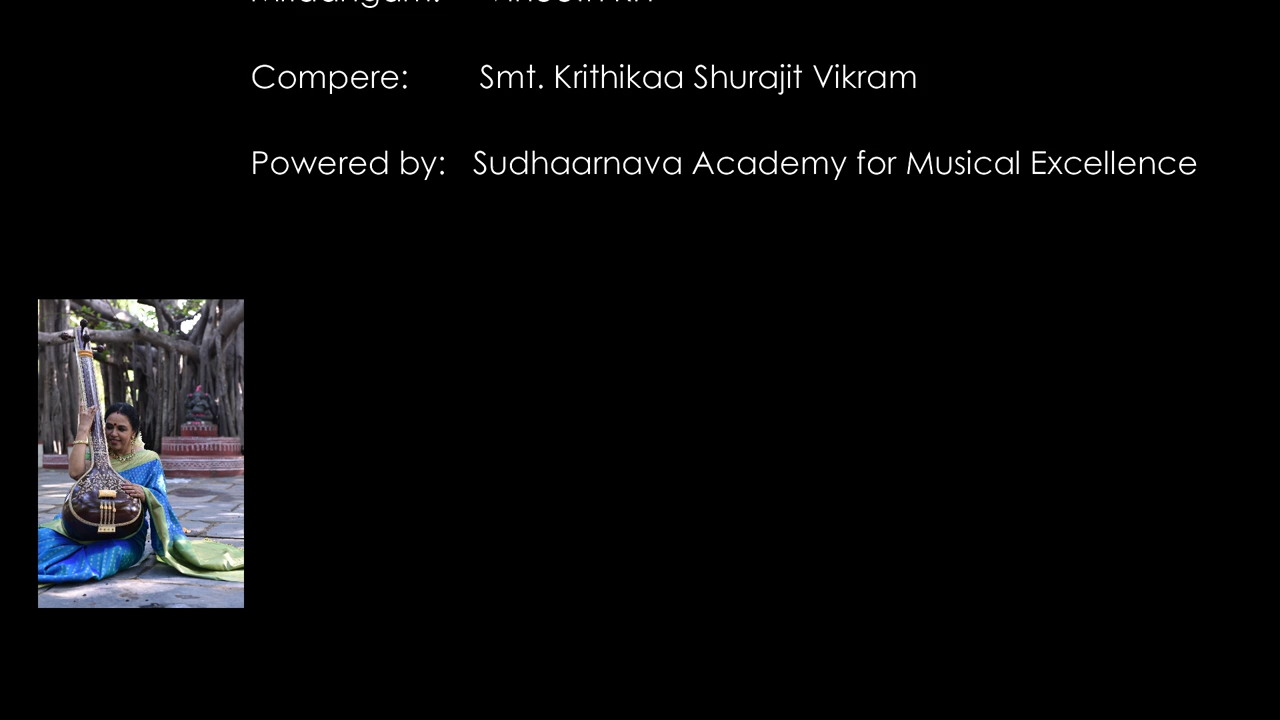 Compere: Smt. Krithikaa Shurajit Vikram
Powered by: Sudhaarnava Academy for Musical Excellence